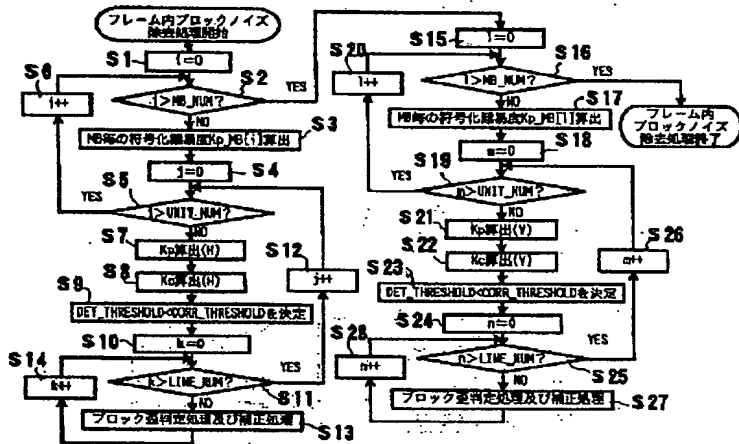 フレーム内ブロックノイズ
除去処理開始
S1
i=0
S6
i++
S2
i>MB_NUM?
YES
NO
S3
MB毎の符号化難易度Kp_MB[i]算出
S4
j=0
S5
j>UNIT_NUM?
YES
NO
S7
Kp算出(H)
S12
j++
S8
Kc算出(H)
S9
DET_THRESHOLD<CORR_THRESHOLDを決定
S10
k=0
S14
k++
k>LINE_NUM?
YES
S11
NO
ブロック歪判定処理及び補正処理
S13
S15
l=0
S20
l++
S16
l>MB_NUM?
YES
NO
S17
MB毎の符号化難易度Kp_MB[l]算出
フレーム内
ブロックノイズ
除去処理終了
S18
m=0
S19
m>UNIT_NUM?
YES
NO
S21
Kp算出(V)
S26
m++
S22
Kc算出(V)
S23
DET_THRESHOLD<CORR_THRESHOLDを決定
S24
n=0
S28
n++
n>LINE_NUM?
YES
S25
NO
ブロック歪判定処理及び補正処理
S27